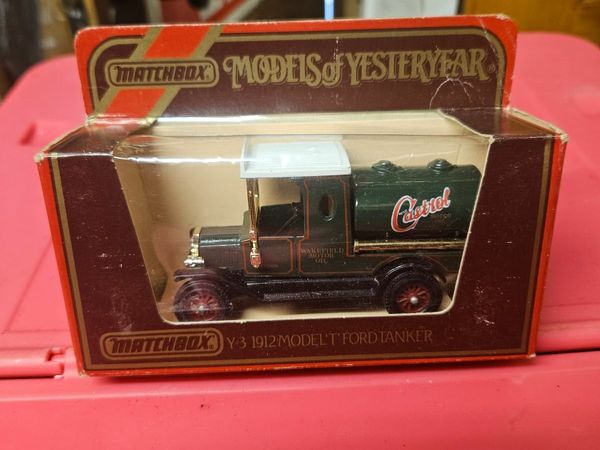 MATCHBOX®
MODELS of YESTERYEAR
Castrol
WAKEFIELD
MOTOR
OIL
MATCHBOX®
Y-3 1912 MODEL 'T' FORD TANKER